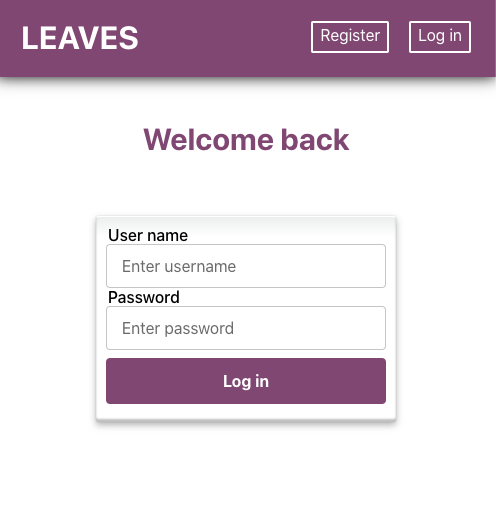 LEAVES
Register
Log in
Welcome back
User name
Enter username
Password
Enter password
Log in